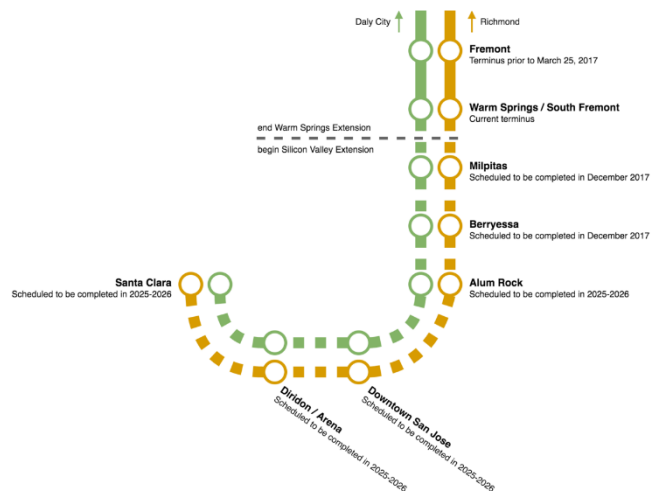 Daly City
Richmond
Fremont
Terminus prior to March 25, 2017
Warm Springs / South Fremont
Current terminus
end Warm Springs Extension
begin Silicon Valley Extension
Milpitas
Scheduled to be completed in December 2017
Berryessa
Scheduled to be completed in December 2017
Santa Clara
Scheduled to be completed in 2025-2026
Alum Rock
Scheduled to be completed in 2025-2026
Diridon / Arena
Scheduled to be completed in 2025-2026
Downtown San Jose
Scheduled to be completed in 2025-2026